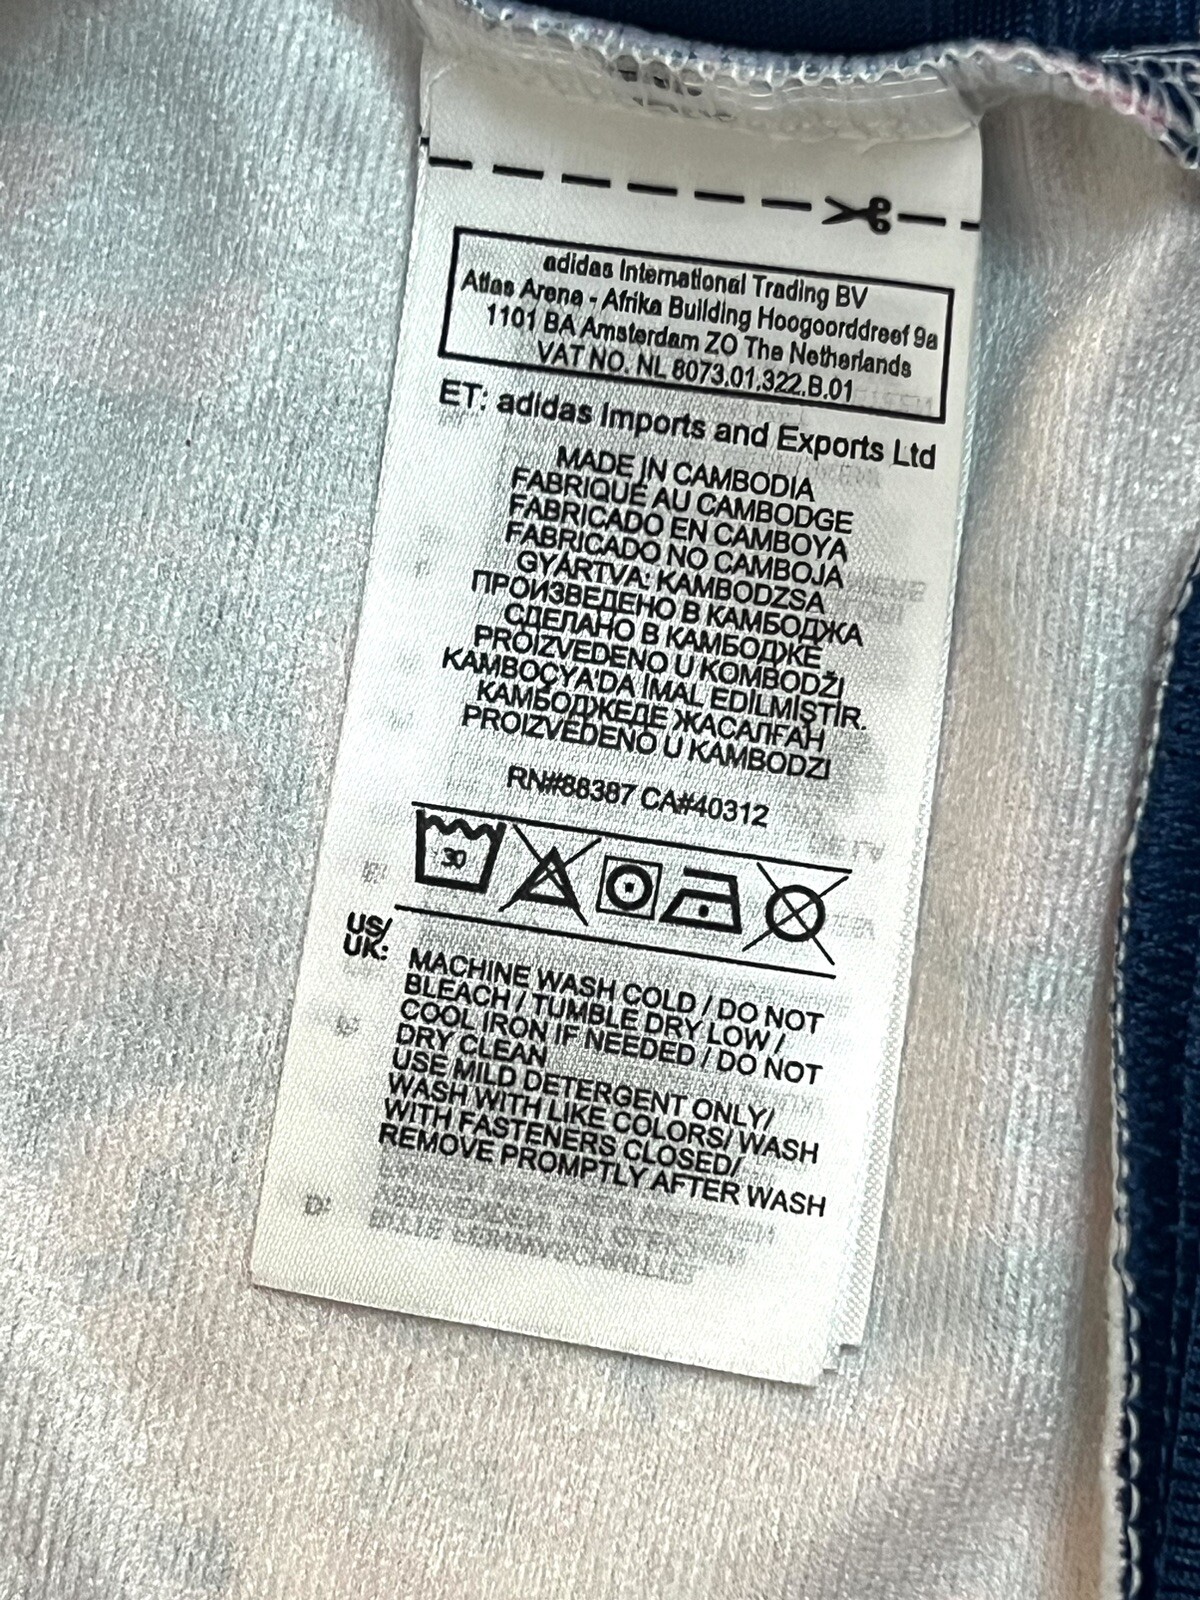 adidas International Trading BV
Atlas Arena - Afrika Building Hoogoorddreef 9a
1101 BA Amsterdam ZO The Netherlands
VAT NO. NL 8073.01.322.B.01
ET: adidas Imports and Exports Ltd
MADE IN CAMBODIA
FABRIQUÉ AU CAMBODGE
FABRICADO EN CAMBOYA
FABRICADO NO CAMBOJA
GYÁRTVA: KAMBODZSA
ПРОИЗВЕДЕНО В КАМБОДЖА
СДЕЛАНО В КАМБОДЖЕ
PROIZVEDENO U KOMBODŽI
KAMBOÇYA'DA İMAL EDİLMİŞTİR.
КАМБОДЖЕДЕ ЖАСАЛҒАН
PROIZVEDENO U KAMBODZI
RN#88387 CA#40312
30
US/
UK:
MACHINE WASH COLD / DO NOT
BLEACH / TUMBLE DRY LOW /
COOL IRON IF NEEDED / DO NOT
DRY CLEAN
USE MILD DETERGENT ONLY/
WASH WITH LIKE COLORS/ WASH
WITH FASTENERS CLOSED/
REMOVE PROMPTLY AFTER WASH